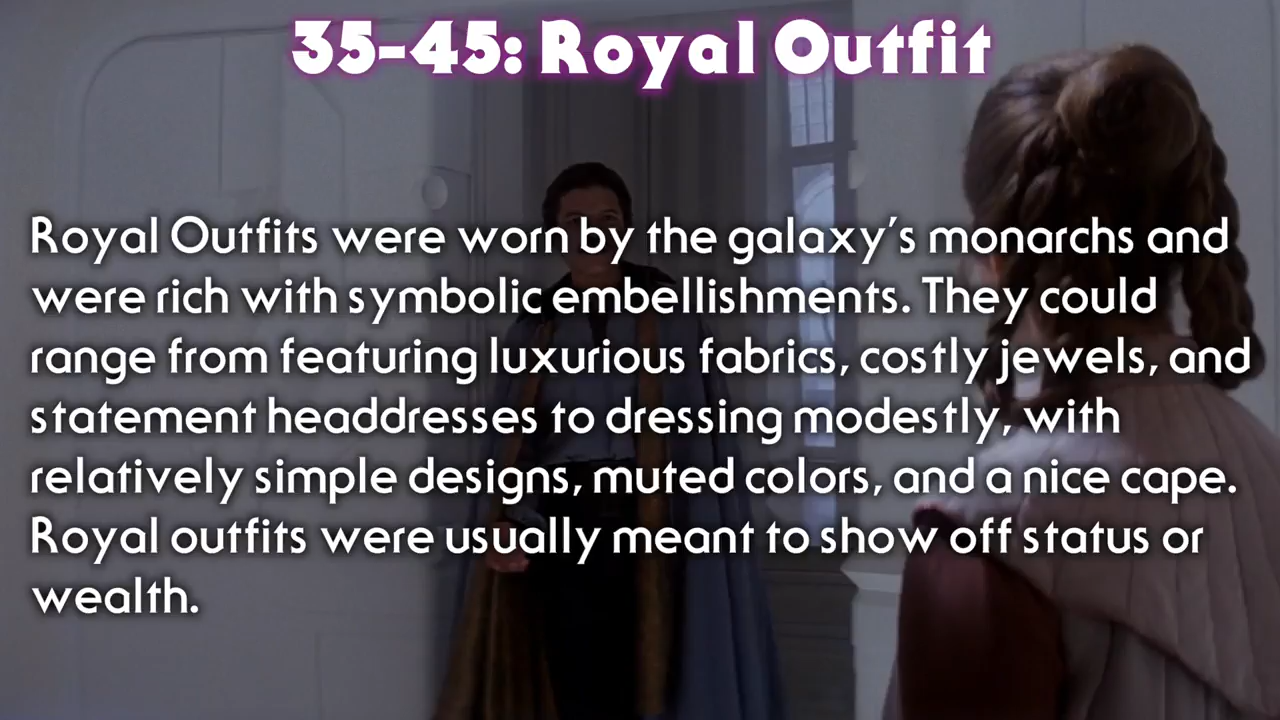 35-45: Royal Outfit
Royal Outfits were worn by the galaxy's monarchs and
were rich with symbolic embellishments. They could
range from featuring luxurious fabrics, costly jewels, and
statement headdresses to dressing modestly, with
relatively simple designs, muted colors, and a nice cape.
Royal outfits were usually meant to show off status or
wealth.